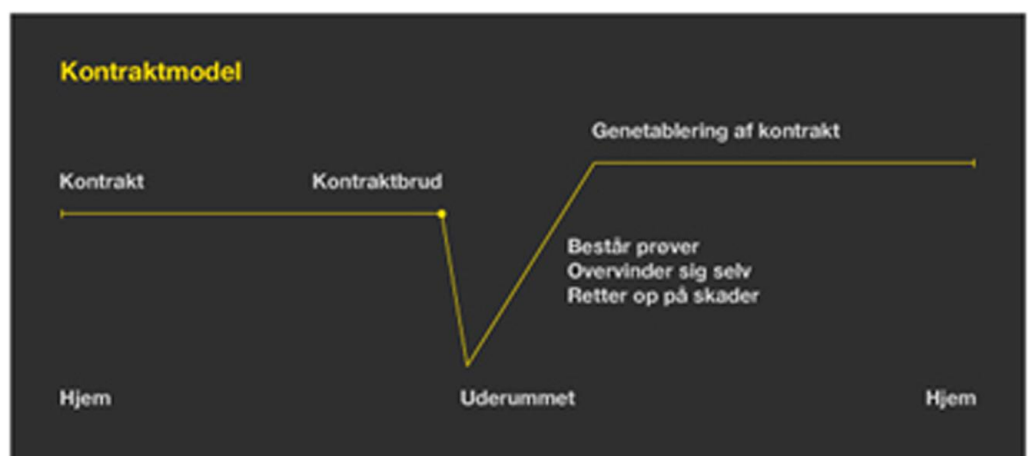 Kontraktmodel
Genetablering af kontrakt
Kontrakt Kontraktbrud
Består prøver
Overvinder sig selv
Retter op på skader
Hjem Uderummet Hjem